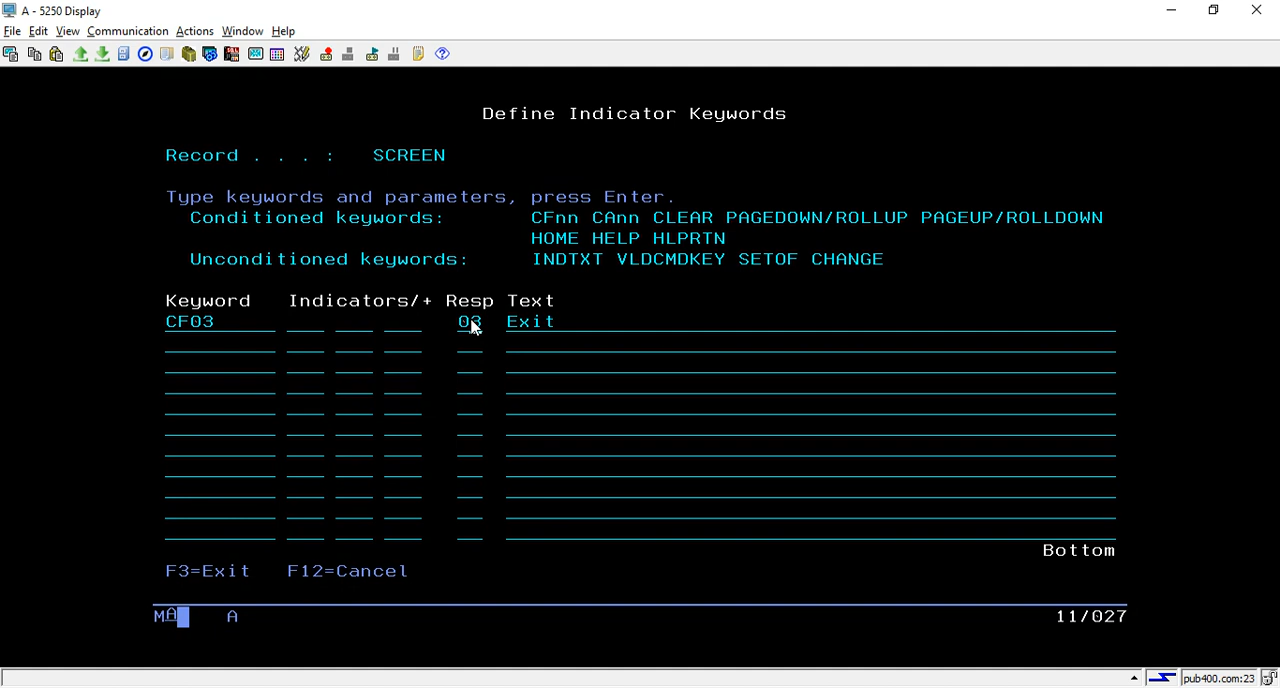 A - 5250 Display
File Edit View Communication Actions Window Help
Define Indicator Keywords
Record . . . : SCREEN
Type keywords and parameters, press Enter.
Conditioned keywords: CFnn CAnn CLEAR PAGEDOWN/ROLLUP PAGEUP/ROLLDOWN
HOME HELP HLPRTN
Unconditioned keywords: INDTXT VLDCMDKEY SETOF CHANGE
Keyword Indicators/+ Resp Text
CF03 03 Exit
Bottom
F3=Exit F12=Cancel
MA A 11/027
pub400.com:23